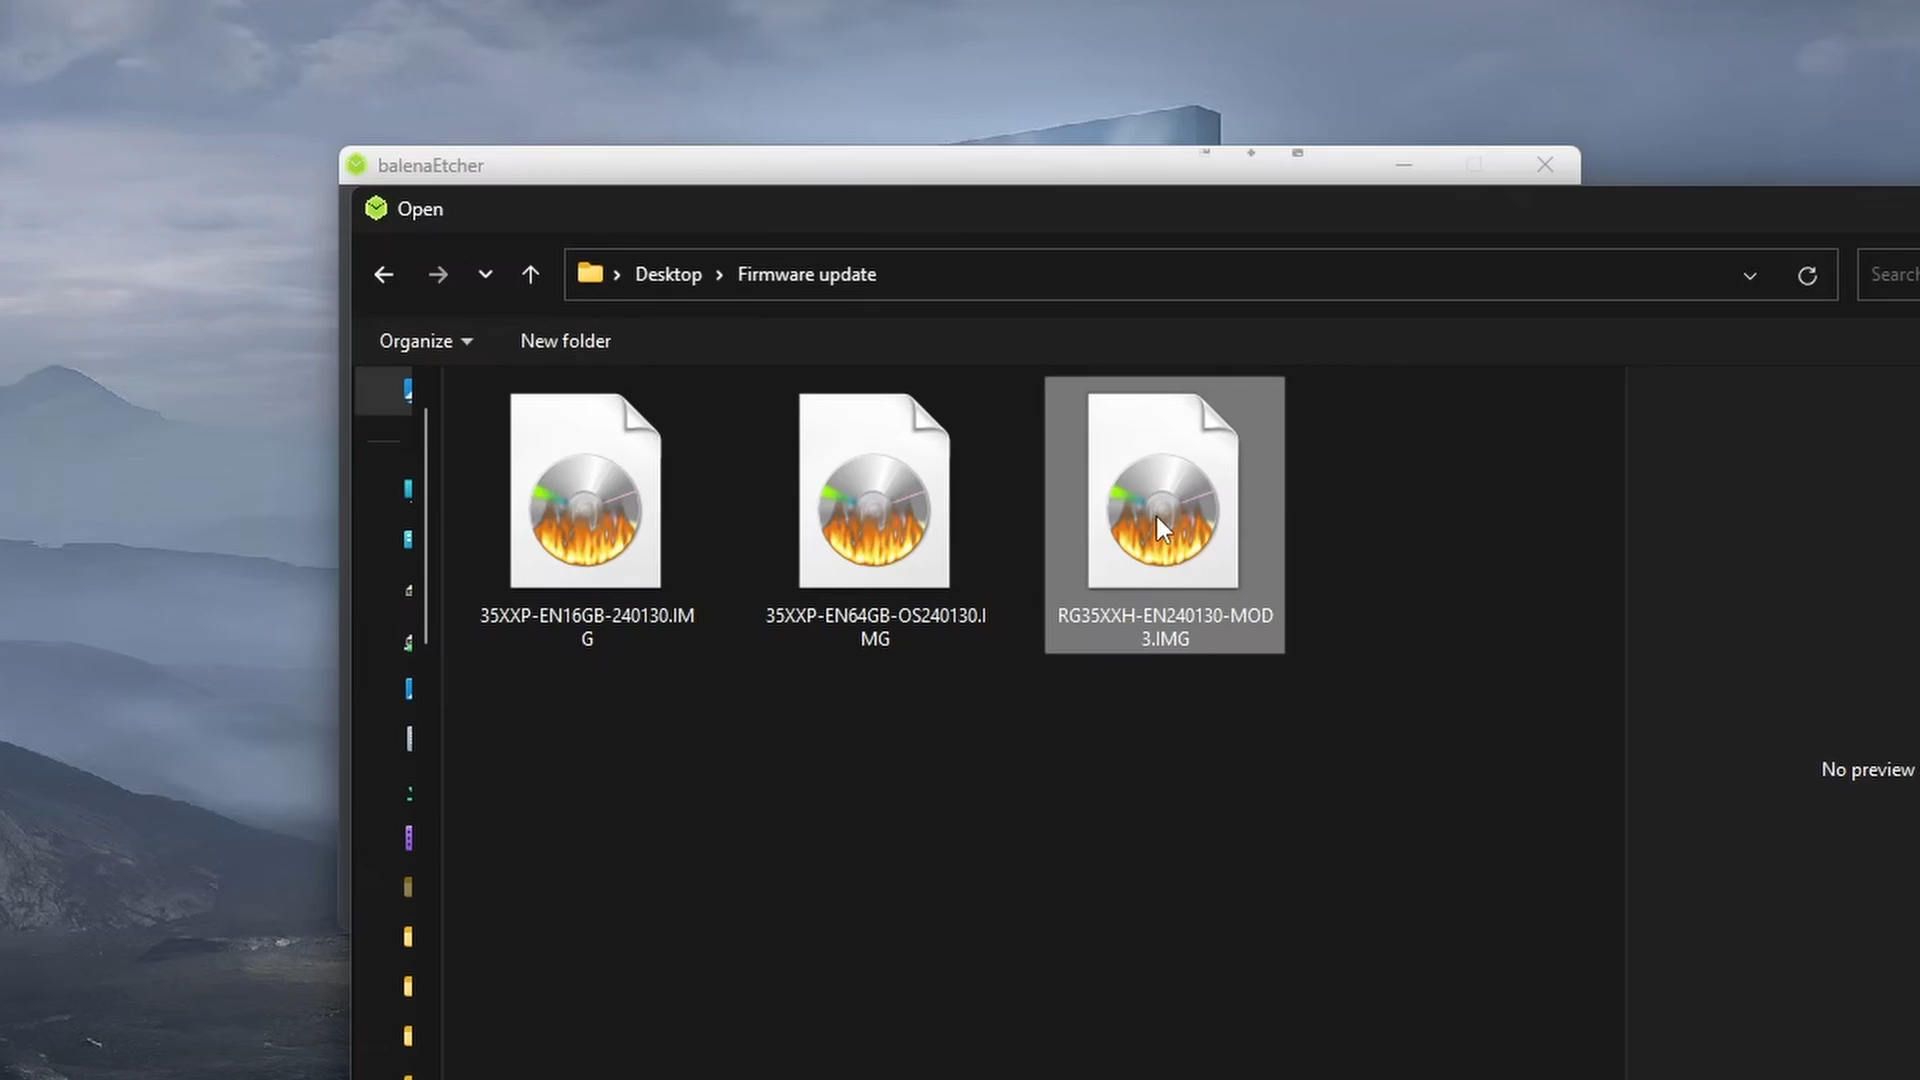 balenaEtcher
Open
Desktop
Firmware update
Search
Organize
New folder
35XXP-EN16GB-240130.IM
G
35XXP-EN64GB-OS240130.I
MG
RG35XXH-EN240130-MOD
3.IMG
No preview